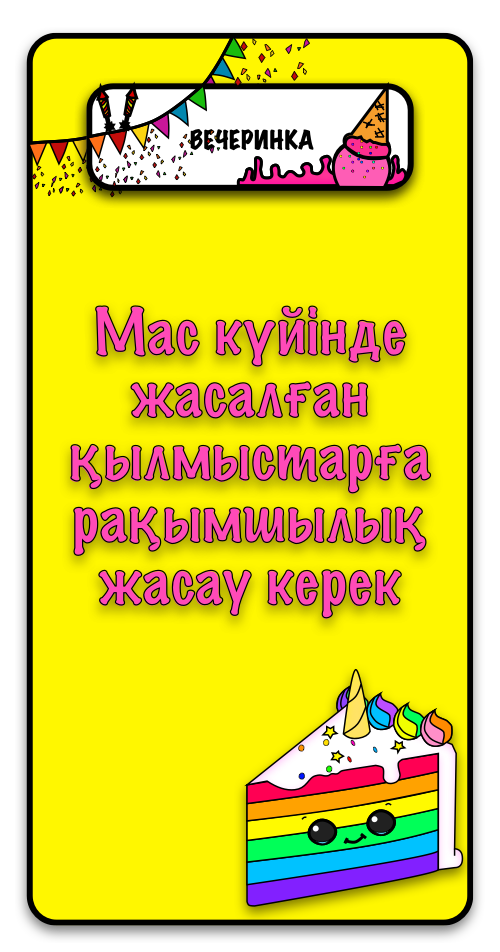 ВЕЧЕРИНКА
Мас күйінде
жасалған
қылмыстарға
рақымшылық
жасау керек